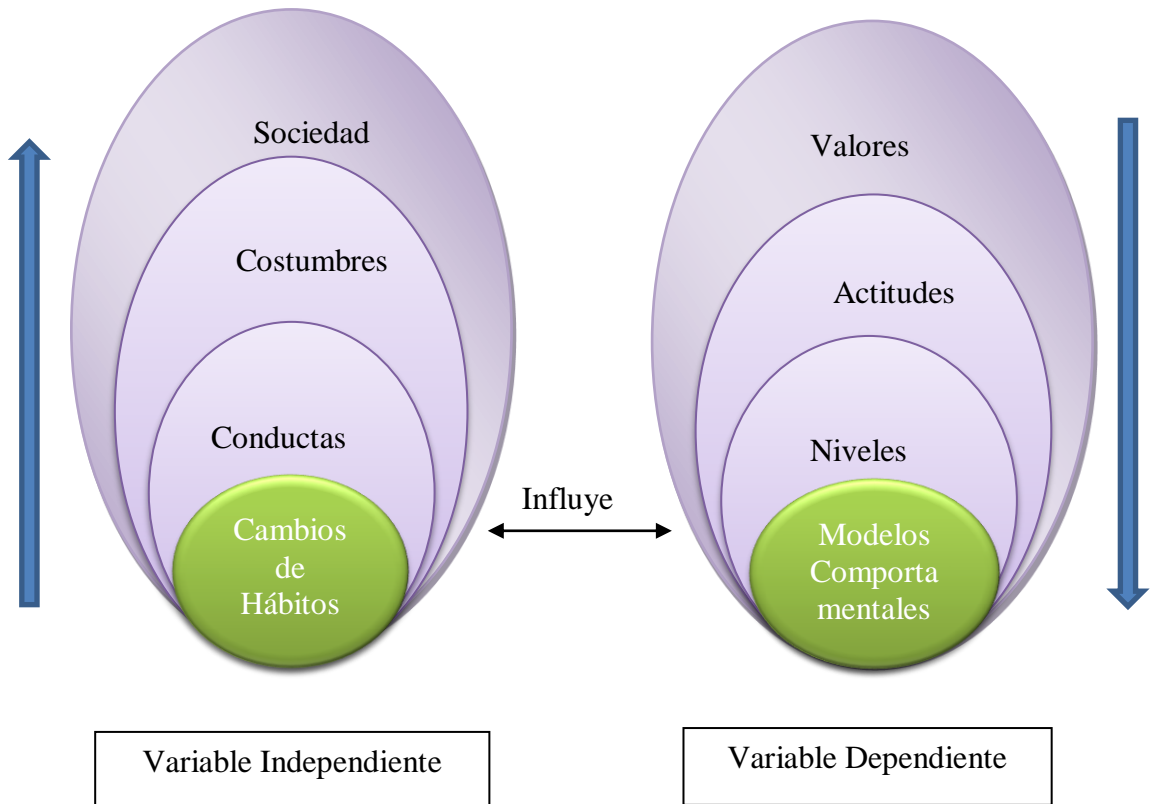 Sociedad
Costumbres
Conductas
Cambios
de
Hábitos
Influye
Valores
Actitudes
Niveles
Modelos
Comporta
mentales
Variable Independiente
Variable Dependiente